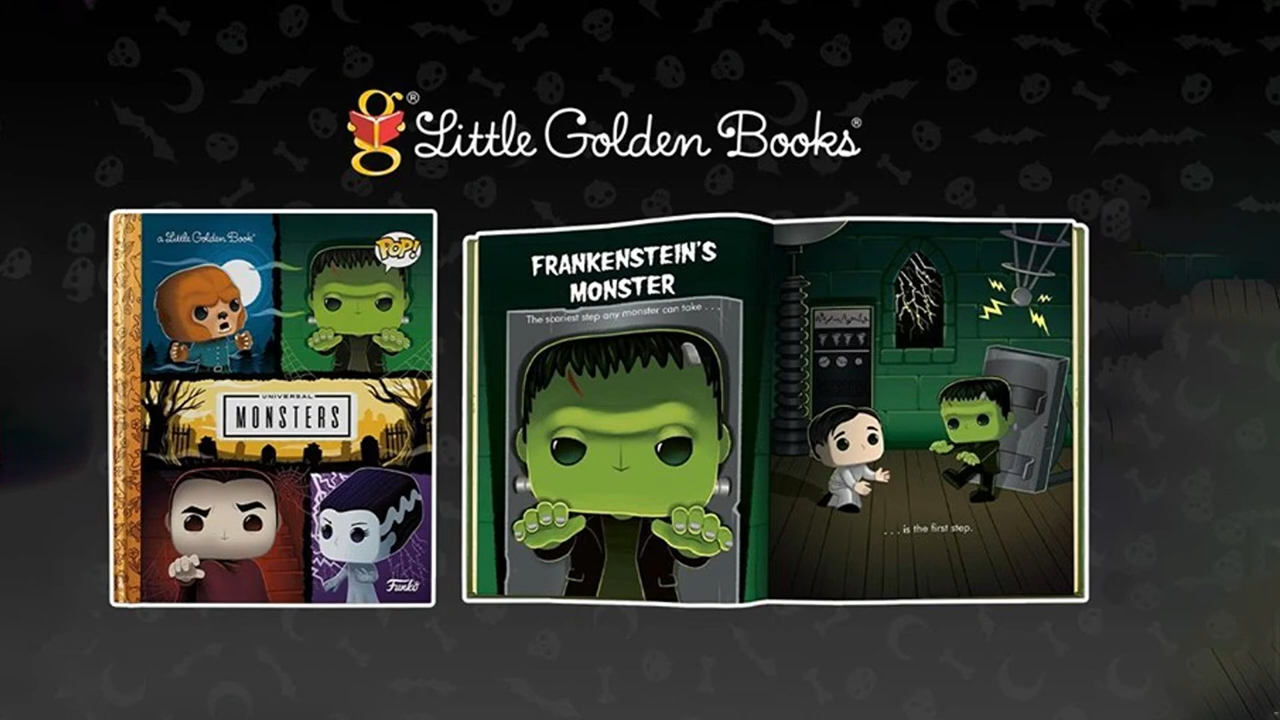 Little Golden Books®
a Little Golden Book®
POP!
UNIVERSAL
MONSTERS
Funko
FRANKENSTEIN'S
MONSTER
The scariest step any monster can take . . .
. . . is the first step.